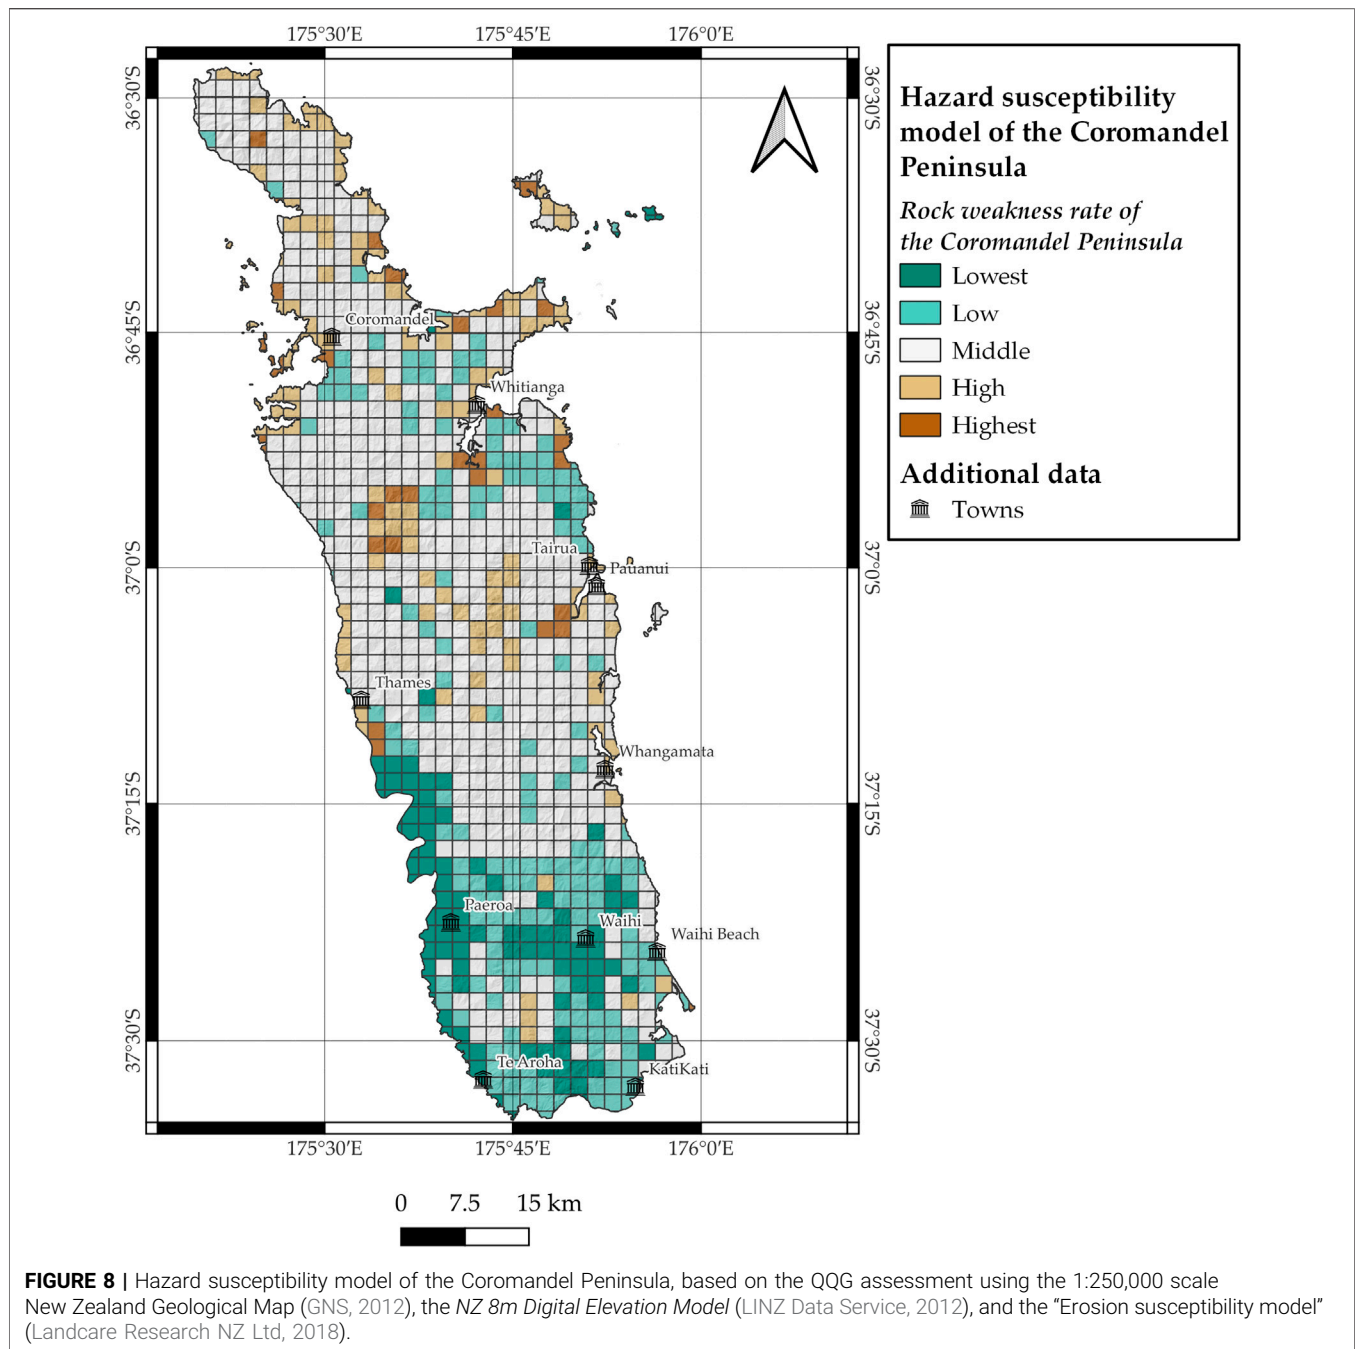 175°30′E 175°45′E 176°0′E
36°30′S
36°30′S
Hazard susceptibility
model of the Coromandel
Peninsula
Rock weakness rate of
the Coromandel Peninsula
Lowest
Low
Middle
High
Highest
Additional data
Towns
36°45′S
36°45′S
Coromandel
Whitianga
37°0′S
37°0′S
Tairua
Pauanui
Thames
Whangamata
37°15′S
37°15′S
Paeroa
Waihi
Waihi Beach
37°30′S
37°30′S
Te Aroha
KatiKati
175°30′E 175°45′E 176°0′E
0 7.5 15 km
FIGURE 8 | Hazard susceptibility model of the Coromandel Peninsula, based on the QQG assessment using the 1:250,000 scale
New Zealand Geological Map (GNS, 2012), the NZ 8m Digital Elevation Model (LINZ Data Service, 2012), and the “Erosion susceptibility model”
(Landcare Research NZ Ltd, 2018).